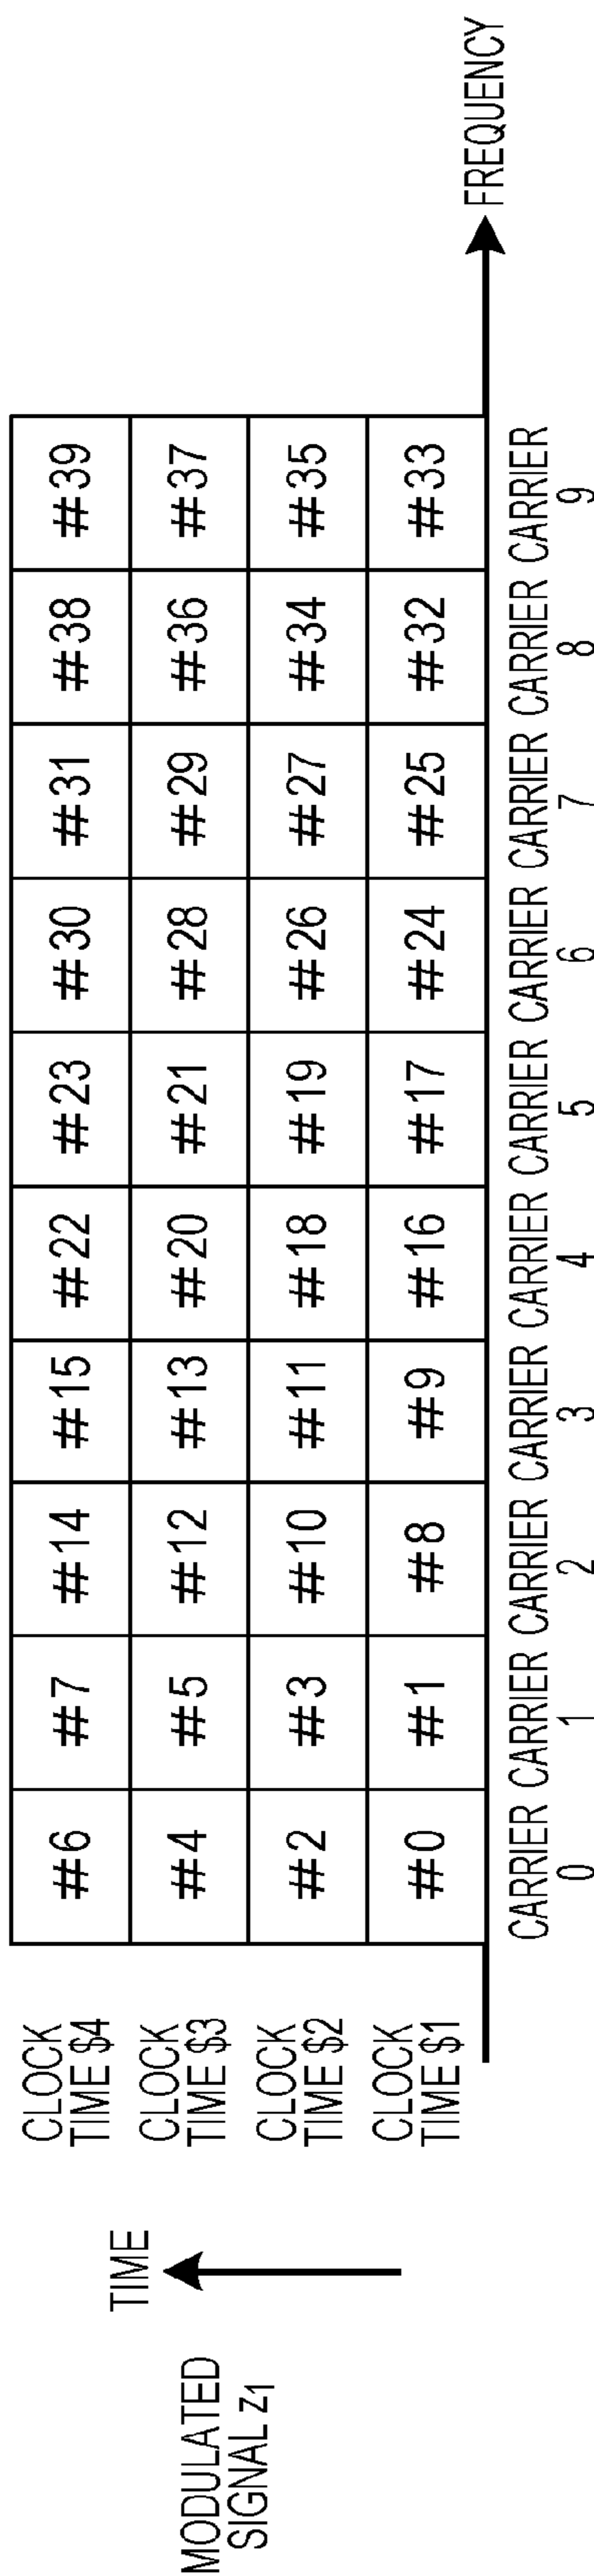 MODULATED
SIGNAL z1
TIME
CLOCK
TIME $4
#6 #7 #14 #15 #22 #23 #30 #31 #38 #39
CLOCK
TIME $3
#4 #5 #12 #13 #20 #21 #28 #29 #36 #37
CLOCK
TIME $2
#2 #3 #10 #11 #18 #19 #26 #27 #34 #35
CLOCK
TIME $1
#0 #1 #8 #9 #16 #17 #24 #25 #32 #33
FREQUENCY
CARRIER CARRIER CARRIER CARRIER CARRIER CARRIER CARRIER CARRIER CARRIER CARRIER
0 1 2 3 4 5 6 7 8 9